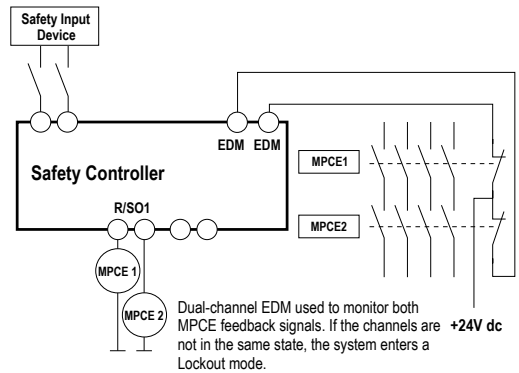 Safety Input
Device
EDM EDM
Safety Controller
MPCE1
R/SO1
MPCE2
MPCE 1
MPCE 2
Dual-channel EDM used to monitor both
MPCE feedback signals. If the channels are
not in the same state, the system enters a
Lockout mode.
+24V dc